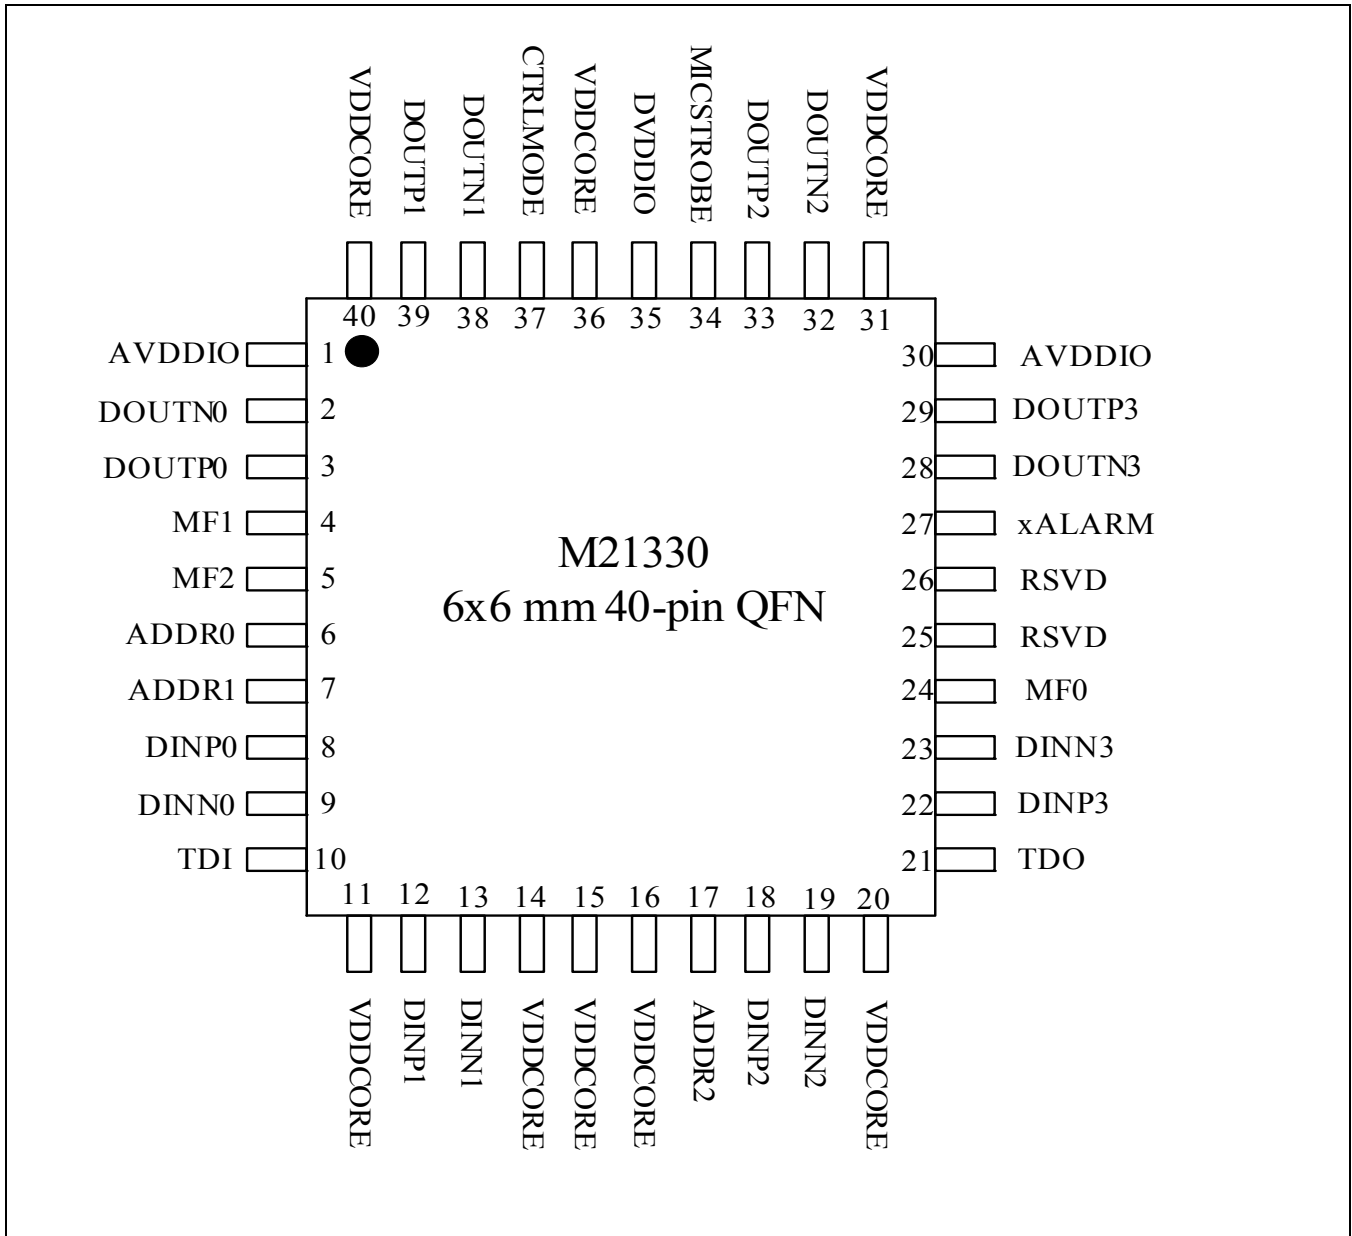 VDDCORE
DOUTP1
DOUTN1
CTRLMODE
VDDCORE
DVDDIO
MICSTROBE
DOUTP2
DOUTN2
VDDCORE
40 39 38 37 36 35 34 33 32 31
AVDDIO 1 30 AVDDIO
DOUTN0 2 29 DOUTP3
DOUTP0 3 28 DOUTN3
MF1 4 27 xALARM
M21330
MF2 5 26 RSVD
6x6 mm 40-pin QFN
ADDR0 6 25 RSVD
ADDR1 7 24 MF0
DINP0 8 23 DINN3
DINN0 9 22 DINP3
TDI 10 21 TDO
11 12 13 14 15 16 17 18 19 20
VDDCORE
DINP1
DINN1
VDDCORE
VDDCORE
VDDCORE
ADDR2
DINP2
DINN2
VDDCORE